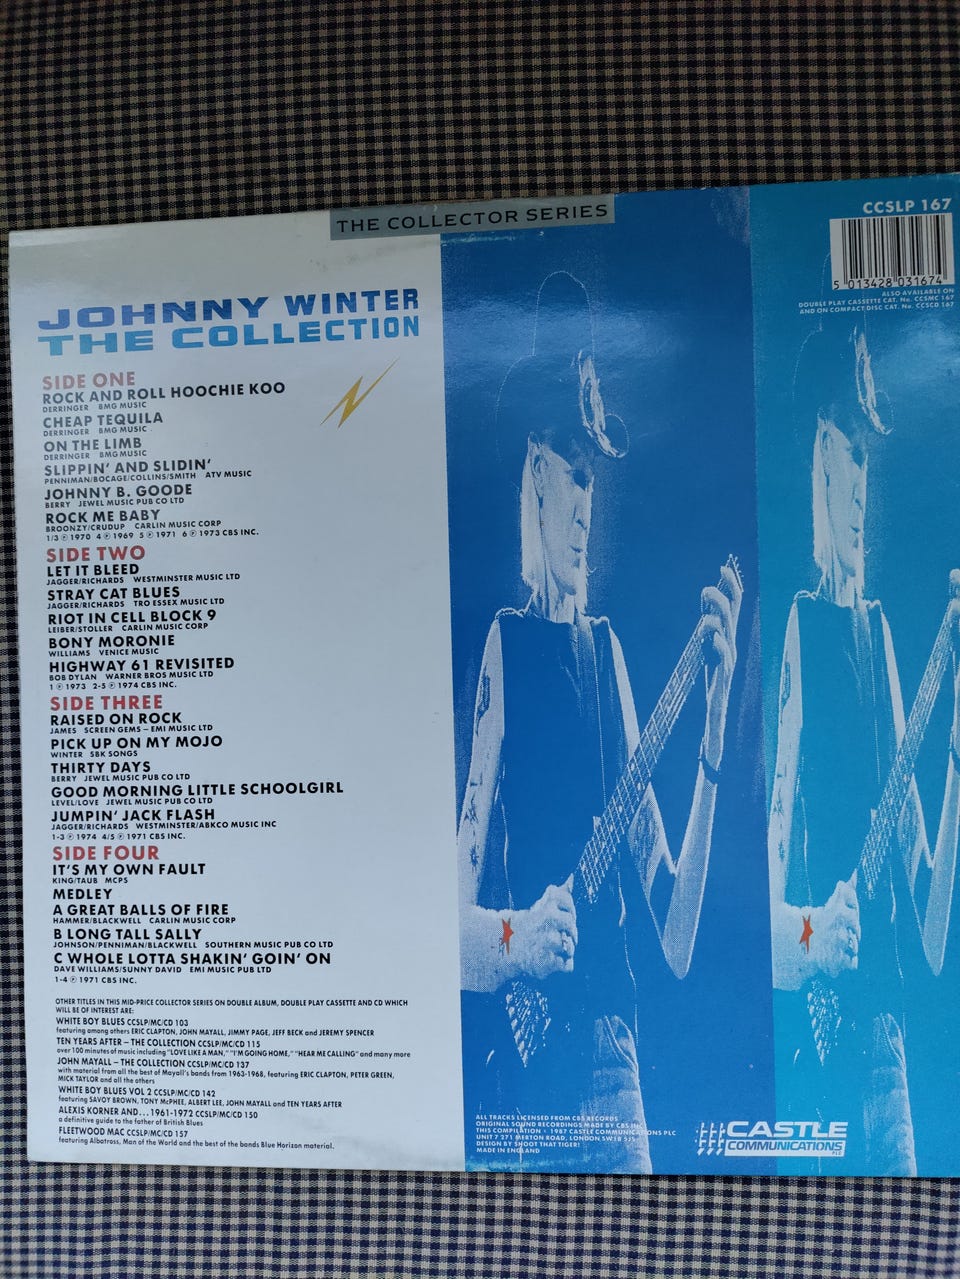 THE COLLECTOR SERIES
CCSLP 167
5 013428 031674
ALSO AVAILABLE ON
DOUBLE PLAY CASSETTE CAT. No. CCSMC 167
AND ON COMPACT DISC CAT. No. CCSCD 167
JOHNNY WINTER
THE COLLECTION
SIDE ONE
ROCK AND ROLL HOOCHIE KOO
DERRINGER BMG MUSIC
CHEAP TEQUILA
DERRINGER BMG MUSIC
ON THE LIMB
DERRINGER BMG MUSIC
SLIPPIN' AND SLIDIN'
PENNIMAN/BOCAGE/COLLINS/SMITH ATV MUSIC
JOHNNY B. GOODE
BERRY JEWEL MUSIC PUB CO LTD
ROCK ME BABY
BROONZY/CRUDUP CARLIN MUSIC CORP
1/3 ℗ 1970 4 ℗ 1969 5 ℗ 1971 6 ℗ 1973 CBS INC.
SIDE TWO
LET IT BLEED
JAGGER/RICHARDS WESTMINSTER MUSIC LTD
STRAY CAT BLUES
JAGGER/RICHARDS TRO ESSEX MUSIC LTD
RIOT IN CELL BLOCK 9
LEIBER/STOLLER CARLIN MUSIC CORP
BONY MORONIE
WILLIAMS VENICE MUSIC
HIGHWAY 61 REVISITED
BOB DYLAN WARNER BROS MUSIC LTD
1 ℗ 1973 2-5 ℗ 1974 CBS INC.
SIDE THREE
RAISED ON ROCK
JAMES SCREEN GEMS – EMI MUSIC LTD
PICK UP ON MY MOJO
WINTER SBK SONGS
THIRTY DAYS
BERRY JEWEL MUSIC PUB CO LTD
GOOD MORNING LITTLE SCHOOLGIRL
LEVEL/LOVE JEWEL MUSIC PUB CO LTD
JUMPIN' JACK FLASH
JAGGER/RICHARDS WESTMINSTER/ABKCO MUSIC INC
1-3 ℗ 1974 4/5 ℗ 1971 CBS INC.
SIDE FOUR
IT'S MY OWN FAULT
KING/TAUB MCPS
MEDLEY
A GREAT BALLS OF FIRE
HAMMER/BLACKWELL CARLIN MUSIC CORP
B LONG TALL SALLY
JOHNSON/PENNIMAN/BLACKWELL SOUTHERN MUSIC PUB CO LTD
C WHOLE LOTTA SHAKIN' GOIN' ON
DAVE WILLIAMS/SUNNY DAVID EMI MUSIC PUB LTD
1-4 ℗ 1971 CBS INC.
OTHER TITLES IN THIS MID-PRICE COLLECTOR SERIES ON DOUBLE ALBUM, DOUBLE PLAY CASSETTE AND CD WHICH
WILL BE OF INTEREST ARE:
WHITE BOY BLUES CCSLP/MC/CD 103
featuring among others ERIC CLAPTON, JOHN MAYALL, JIMMY PAGE, JEFF BECK and JEREMY SPENCER
TEN YEARS AFTER – THE COLLECTION CCSLP/MC/CD 115
over 100 minutes of music including "LOVE LIKE A MAN," "I'M GOING HOME," "HEAR ME CALLING" and many more
JOHN MAYALL – THE COLLECTION CCSLP/MC/CD 137
with material from all the best of Mayall's bands from 1963-1968, featuring ERIC CLAPTON, PETER GREEN,
MICK TAYLOR and all the others
WHITE BOY BLUES VOL 2 CCSLP/MC/CD 142
featuring SAVOY BROWN, TONY McPHEE, ALBERT LEE, JOHN MAYALL and TEN YEARS AFTER
ALEXIS KORNER AND... 1961-1972 CCSLP/MC/CD 150
a definitive guide to the father of British Blues
FLEETWOOD MAC CCSLP/MC/CD 157
featuring Albatross, Man of the World and the best of the bands Blue Horizon material.
ALL TRACKS LICENSED FROM CBS RECORDS
ORIGINAL SOUND RECORDINGS MADE BY CBS INC
THIS COMPILATION • 1987 CASTLE COMMUNICATIONS PLC
UNIT 7 271 MERTON ROAD, LONDON SW18 5JS
DESIGN BY SHOOT THAT TIGER!
MADE IN ENGLAND
CASTLE
COMMUNICATIONS
PLC